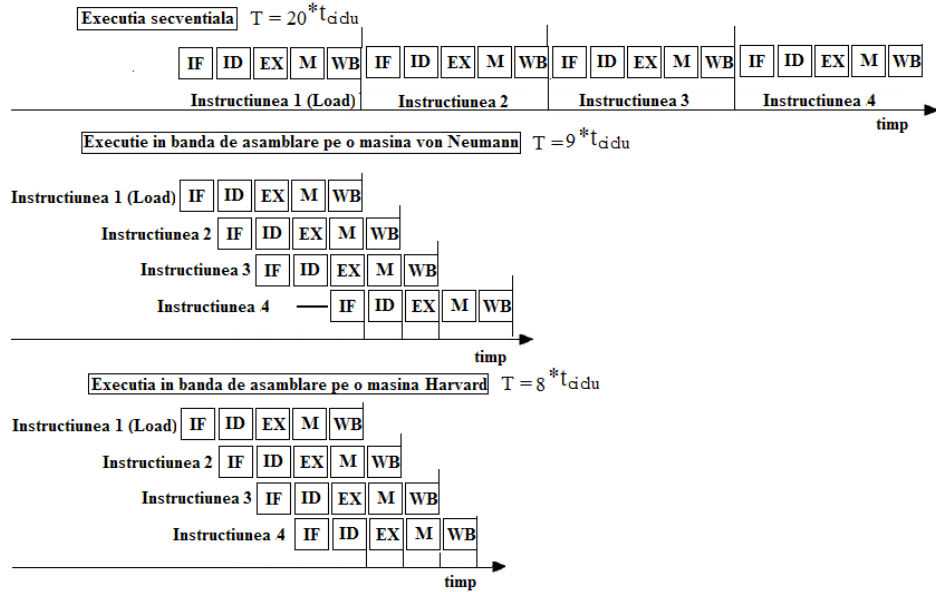 Executia secventiala T = 20*tciclu
IF ID EX M WB IF ID EX M WB IF ID EX M WB IF ID EX M WB
Instructiunea 1 (Load) Instructiunea 2 Instructiunea 3 Instructiunea 4
timp
Executie in banda de asamblare pe o masina von Neumann T =9*tciclu
Instructiunea 1 (Load) IF ID EX M WB
Instructiunea 2 IF ID EX M WB
Instructiunea 3 IF ID EX M WB
Instructiunea 4 IF ID EX M WB
timp
Executia in banda de asamblare pe o masina Harvard T = 8*tciclu
Instructiunea 1 (Load) IF ID EX M WB
Instructiunea 2 IF ID EX M WB
Instructiunea 3 IF ID EX M WB
Instructiunea 4 IF ID EX M WB
timp